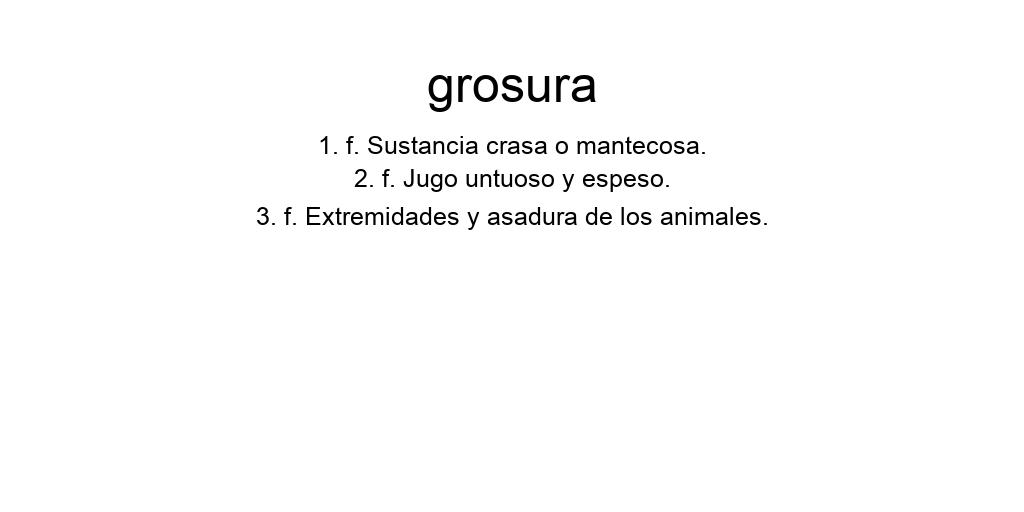 grosura
1. f. Sustancia crasa o mantecosa.
2. f. Jugo untuoso y espeso.
3. f. Extremidades y asadura de los animales.